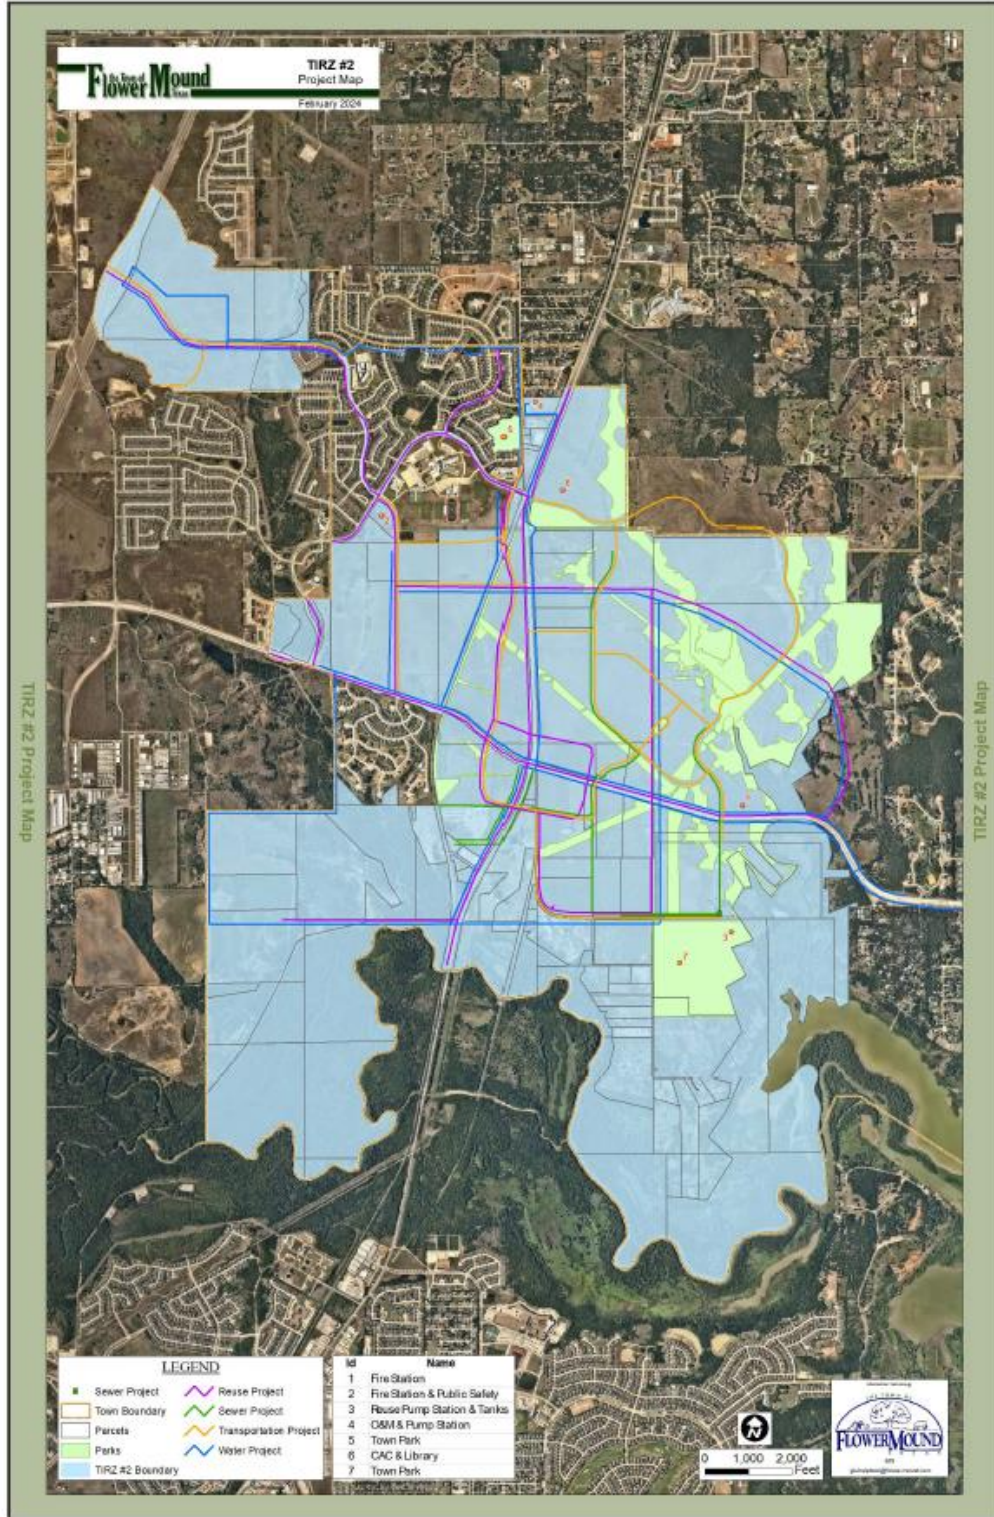 the Town of
Flower Mound
Texas
TIRZ #2
Project Map
February 2024
TIRZ #2 Project Map
TIRZ #2 Project Map
LEGEND
Sewer Project
Town Boundary
Parcels
Parks
TIRZ #2 Boundary
Reuse Project
Sewer Project
Transportation Project
Water Project
Id Name
1 Fire Station
2 Fire Station & Public Safety
3 Reuse Pump Station & Tanks
4 O&M & Pump Station
5 Town Park
6 CAC & Library
7 Town Park
N
0 1,000 2,000
Feet
THE TOWN OF
FLOWER MOUND